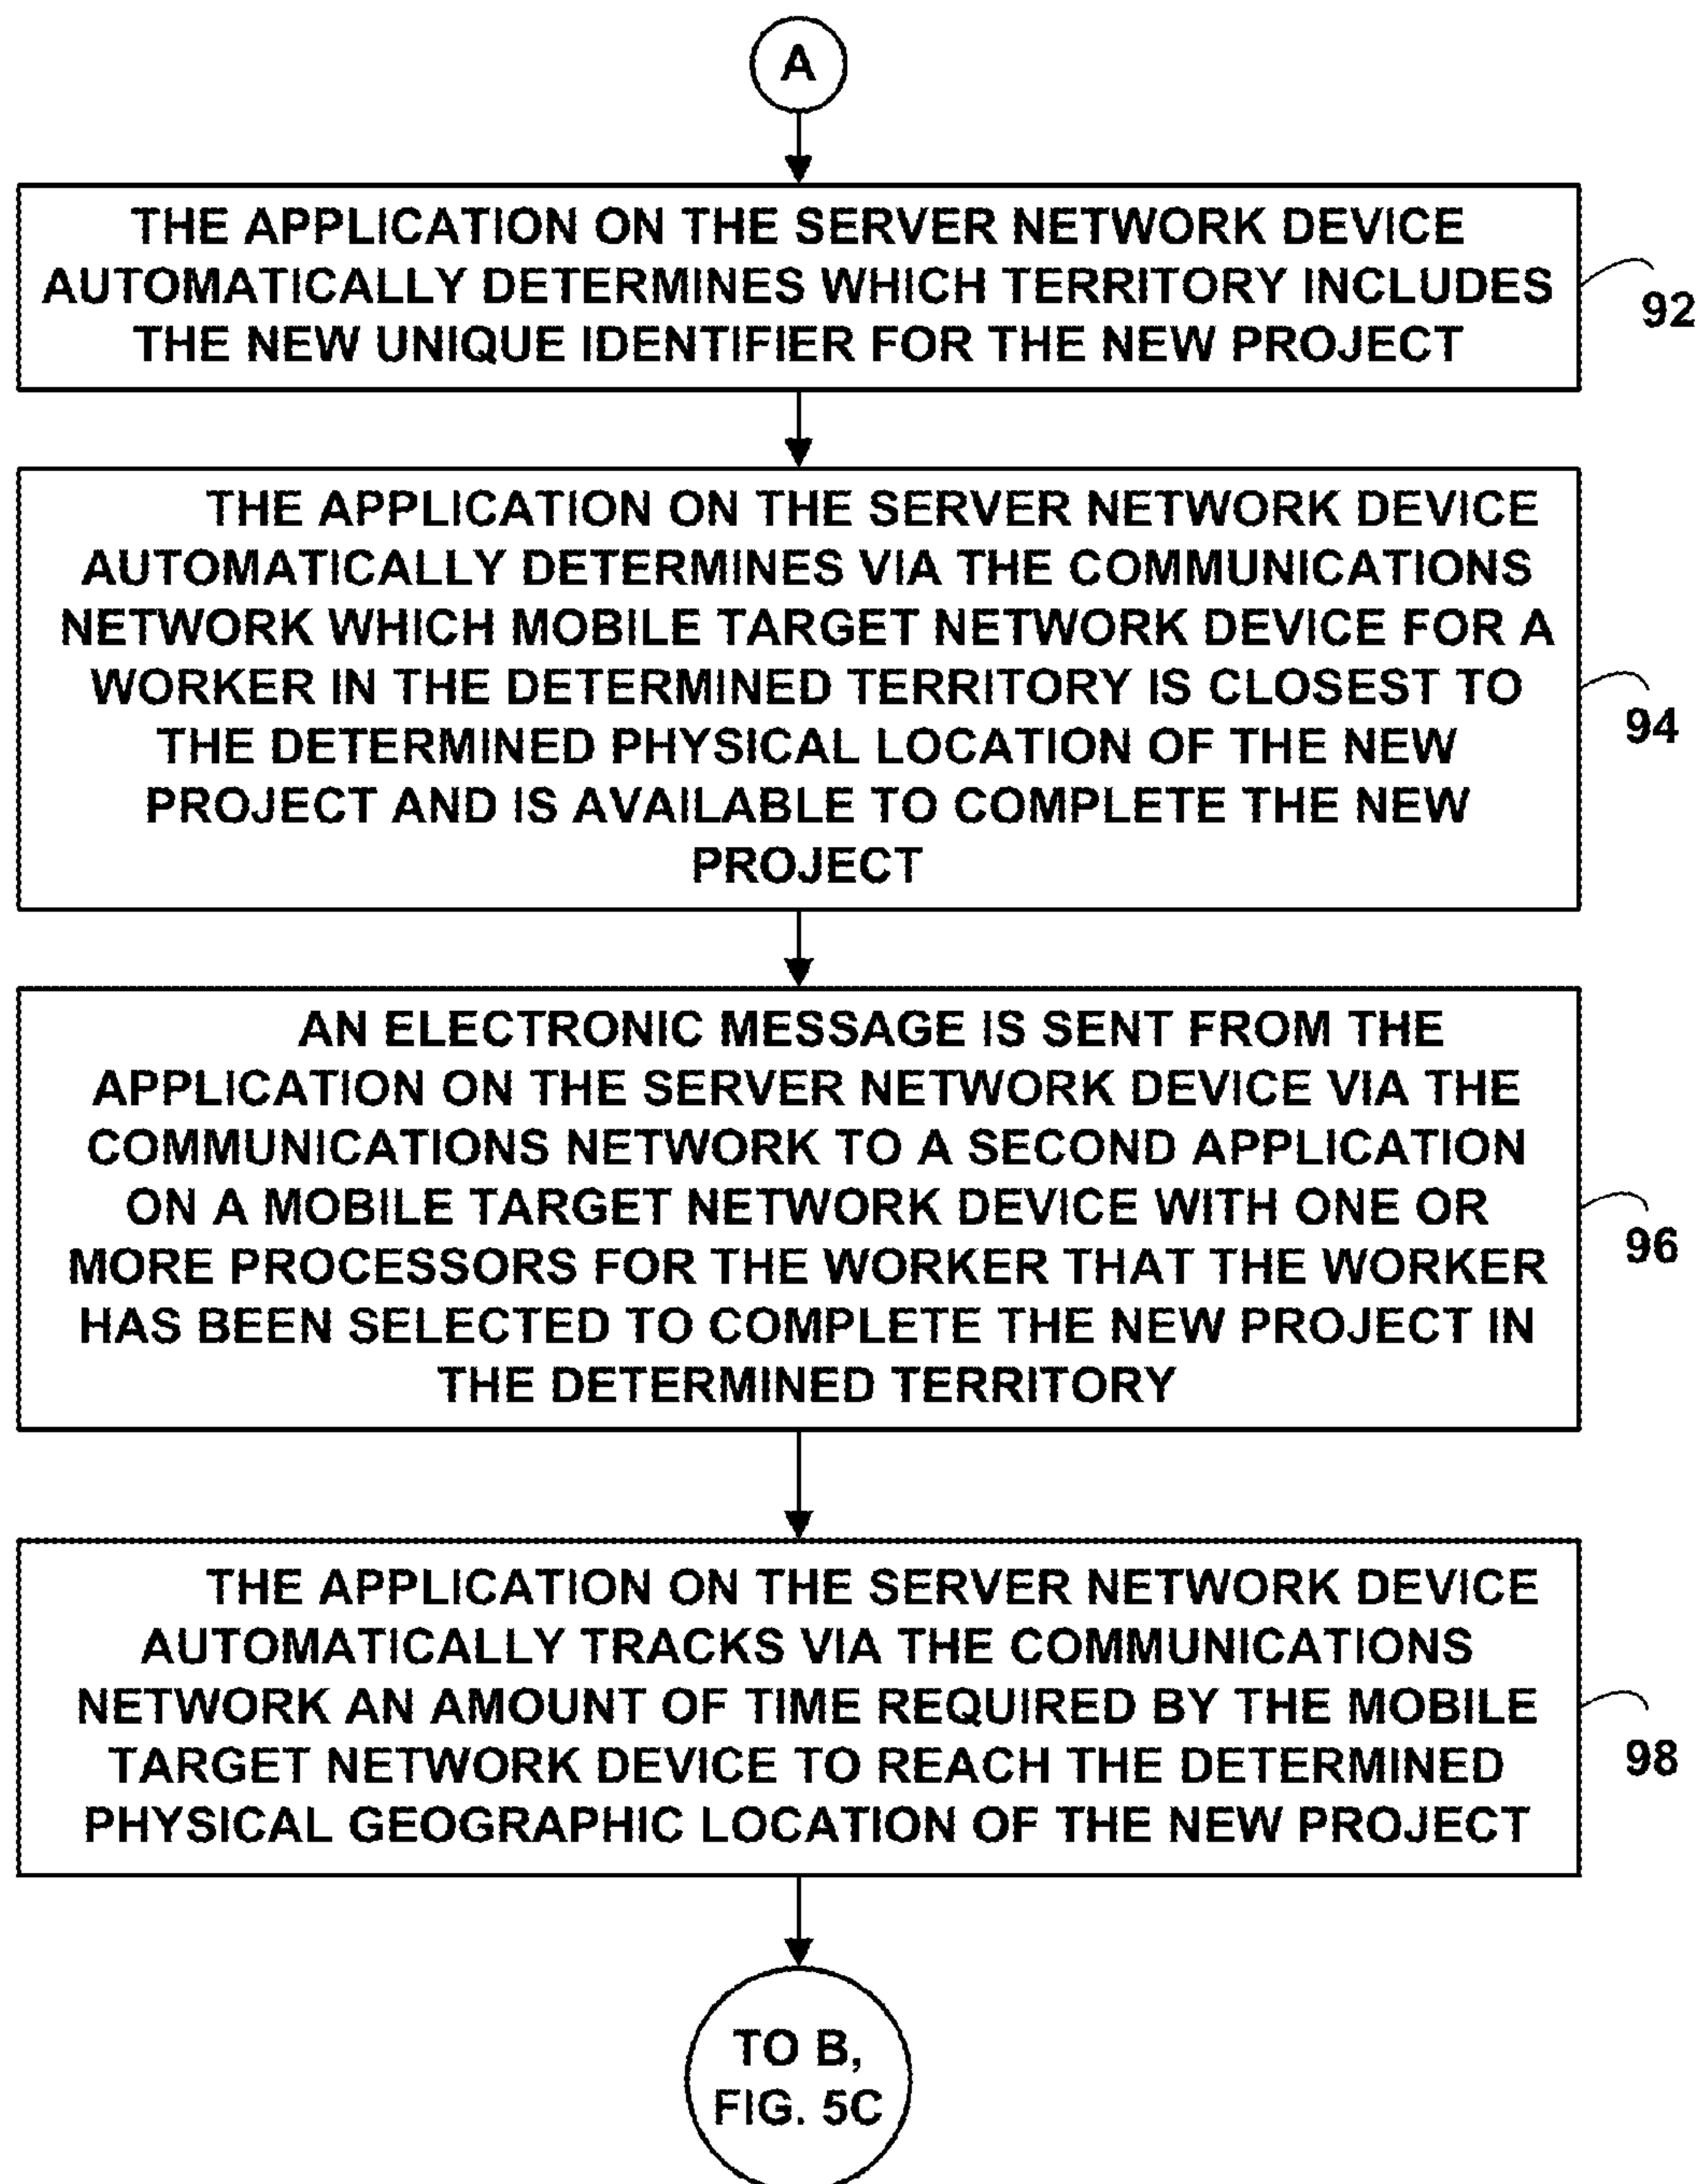 A
THE APPLICATION ON THE SERVER NETWORK DEVICE
AUTOMATICALLY DETERMINES WHICH TERRITORY INCLUDES
THE NEW UNIQUE IDENTIFIER FOR THE NEW PROJECT
92
THE APPLICATION ON THE SERVER NETWORK DEVICE
AUTOMATICALLY DETERMINES VIA THE COMMUNICATIONS
NETWORK WHICH MOBILE TARGET NETWORK DEVICE FOR A
WORKER IN THE DETERMINED TERRITORY IS CLOSEST TO
THE DETERMINED PHYSICAL LOCATION OF THE NEW
PROJECT AND IS AVAILABLE TO COMPLETE THE NEW
PROJECT
94
AN ELECTRONIC MESSAGE IS SENT FROM THE
APPLICATION ON THE SERVER NETWORK DEVICE VIA THE
COMMUNICATIONS NETWORK TO A SECOND APPLICATION
ON A MOBILE TARGET NETWORK DEVICE WITH ONE OR
MORE PROCESSORS FOR THE WORKER THAT THE WORKER
HAS BEEN SELECTED TO COMPLETE THE NEW PROJECT IN
THE DETERMINED TERRITORY
96
THE APPLICATION ON THE SERVER NETWORK DEVICE
AUTOMATICALLY TRACKS VIA THE COMMUNICATIONS
NETWORK AN AMOUNT OF TIME REQUIRED BY THE MOBILE
TARGET NETWORK DEVICE TO REACH THE DETERMINED
PHYSICAL GEOGRAPHIC LOCATION OF THE NEW PROJECT
98
TO B,
FIG. 5C